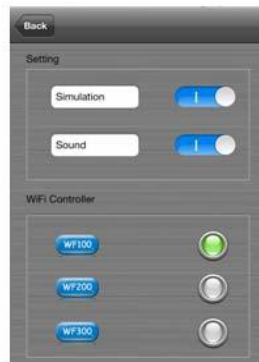 Back
Setting
Simulation
Sound
WiFi Controller
WF100
WF200
WF300